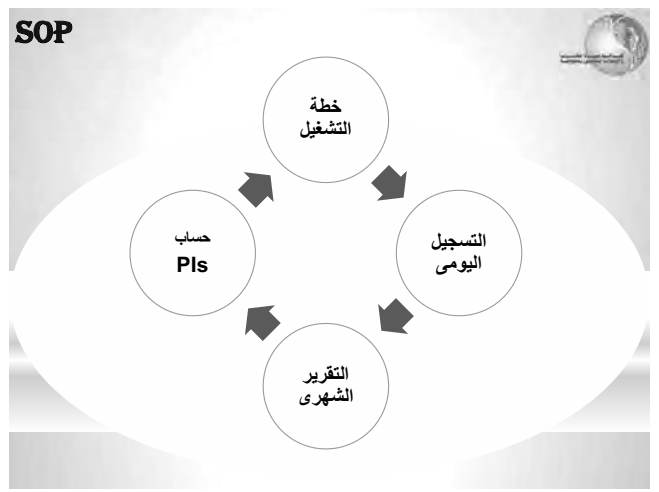 SOP
خطة
التشغيل
التسجيل
اليومى
التقرير
الشهرى
حساب
PIs